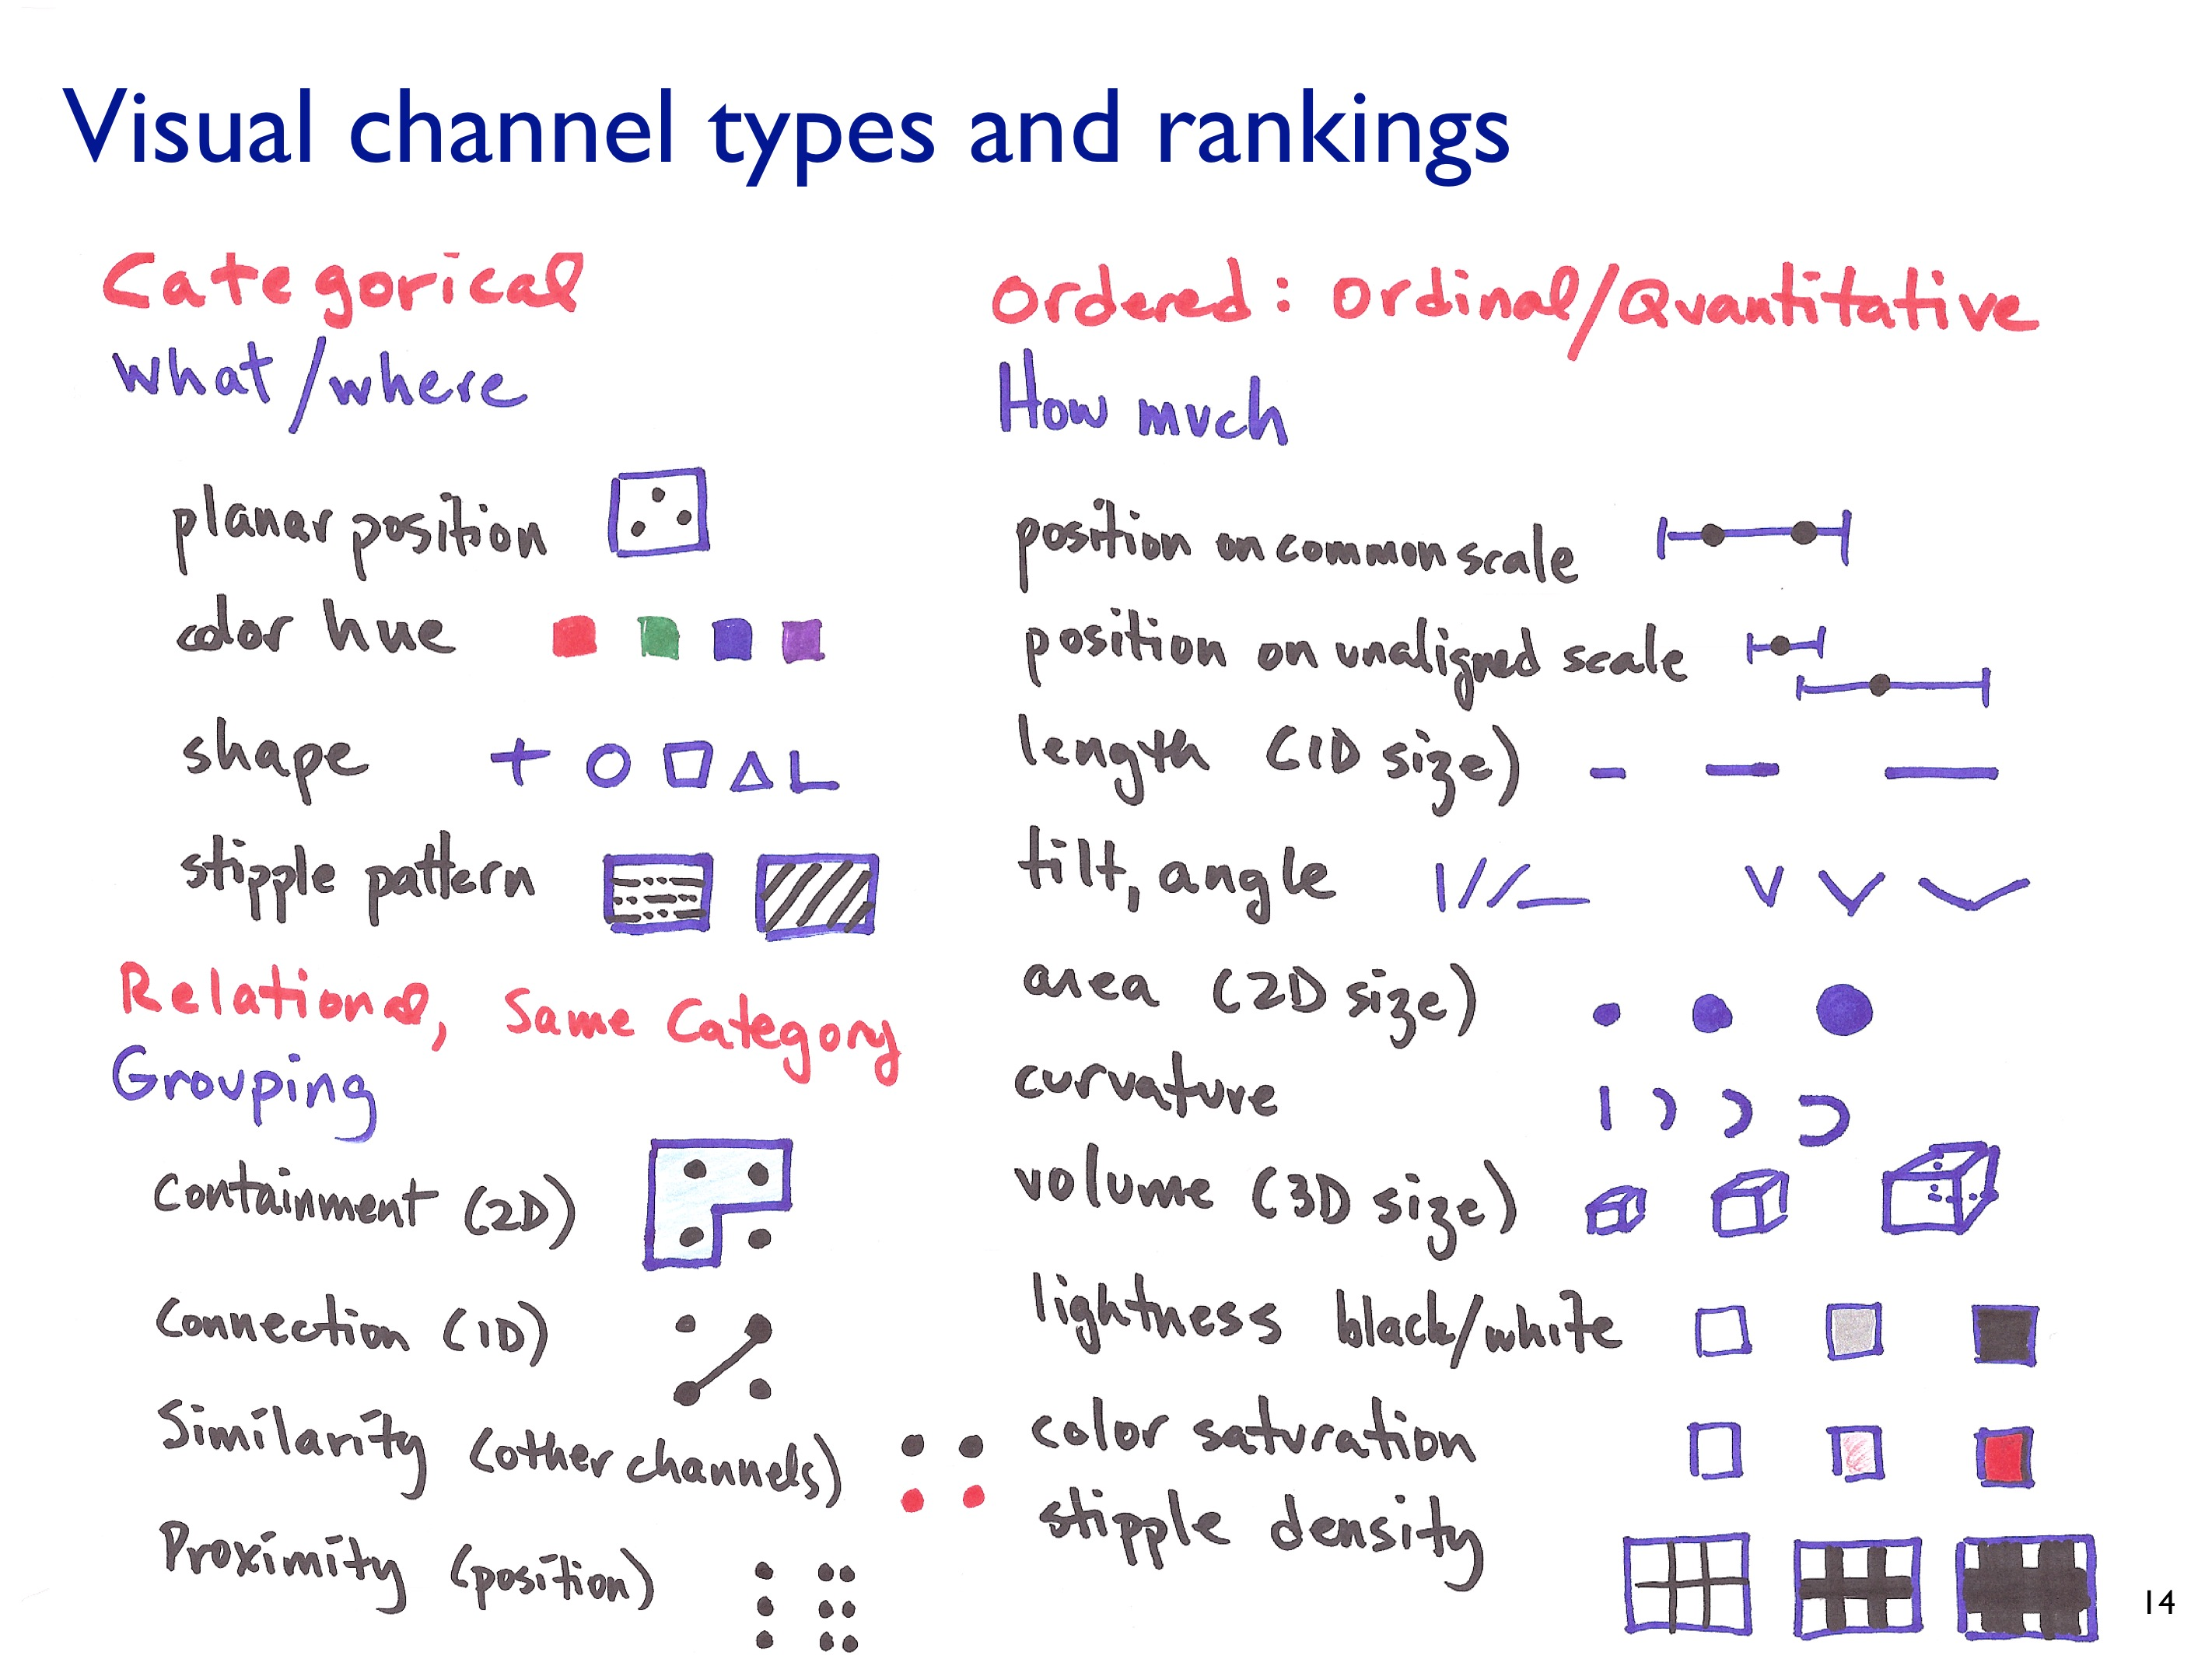 Visual channel types and rankings
Categorical
What/where
planar position
color hue
shape
stipple pattern
Relational, Same Category
Grouping
Containment (2D)
Connection (1D)
Similarity (other channels)
Proximity (position)
Ordered: Ordinal/Quantitative
How much
position on common scale
position on unaligned scale
length (1D size)
tilt, angle
area (2D size)
curvature
volume (3D size)
lightness black/white
color saturation
stipple density
14